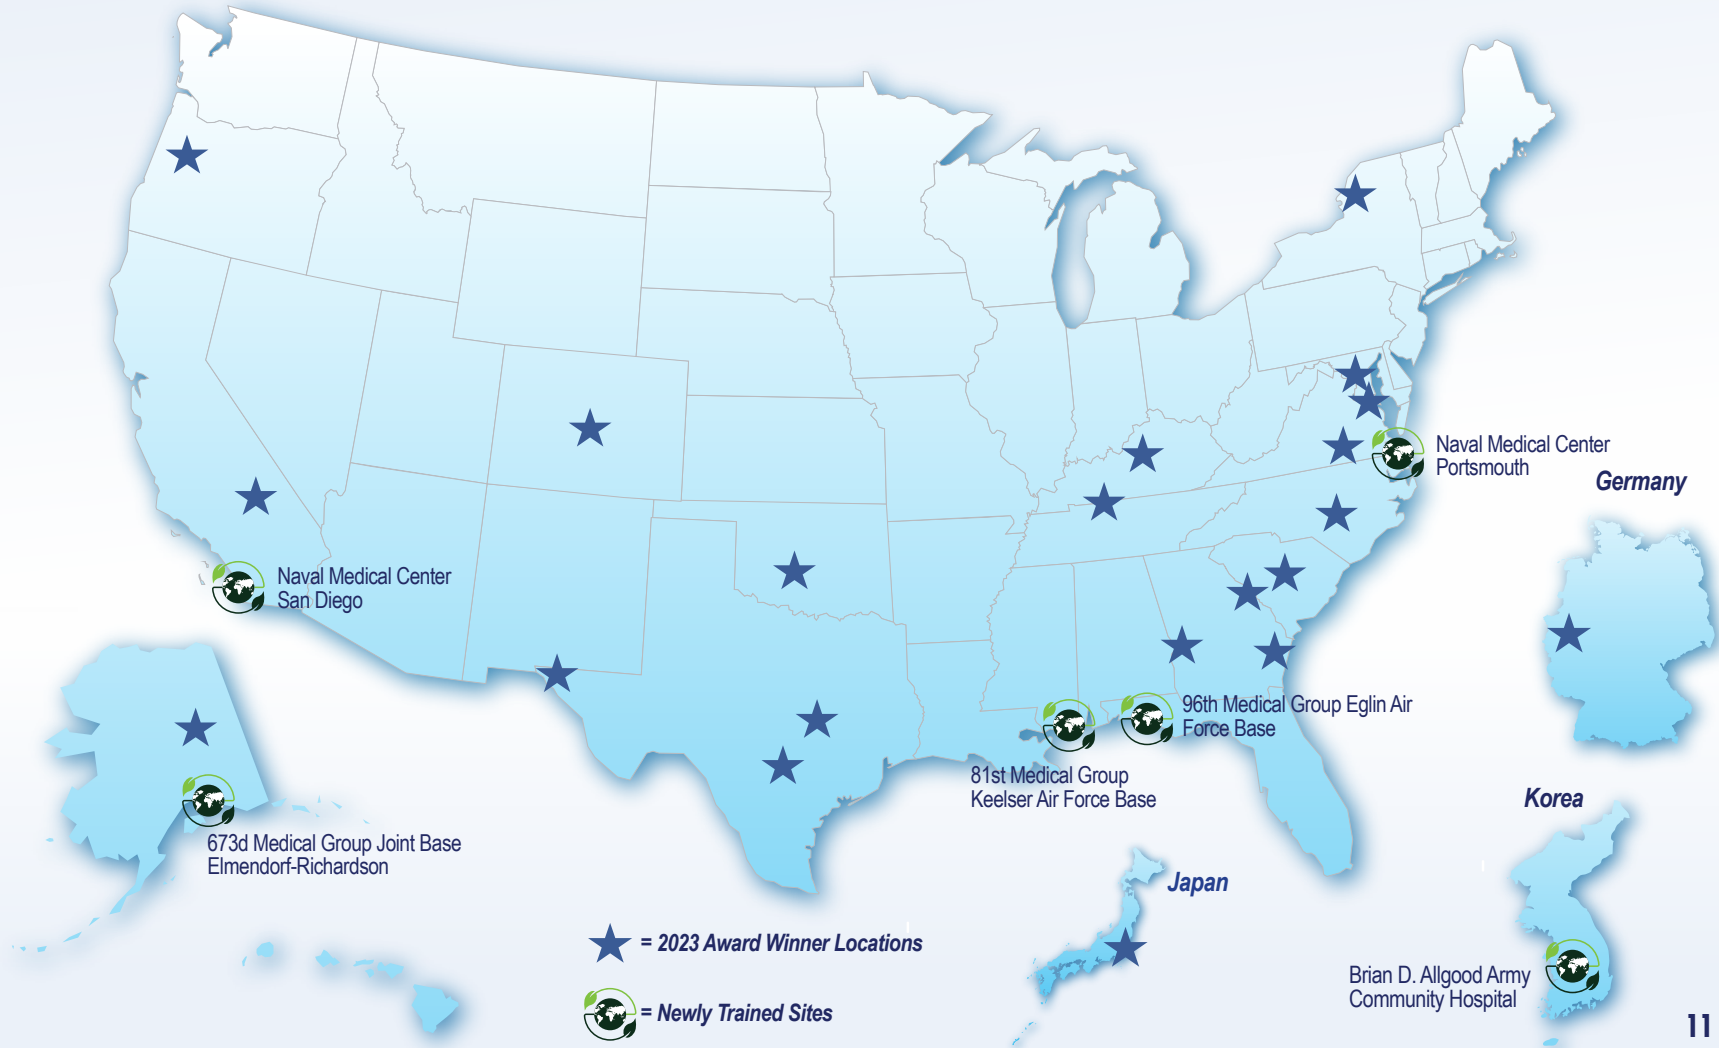 Naval Medical Center
Portsmouth
Germany
Naval Medical Center
San Diego
96th Medical Group Eglin Air
Force Base
81st Medical Group
Keelser Air Force Base
Korea
673d Medical Group Joint Base
Elmendorf-Richardson
Japan
= 2023 Award Winner Locations
Brian D. Allgood Army
Community Hospital
= Newly Trained Sites
11